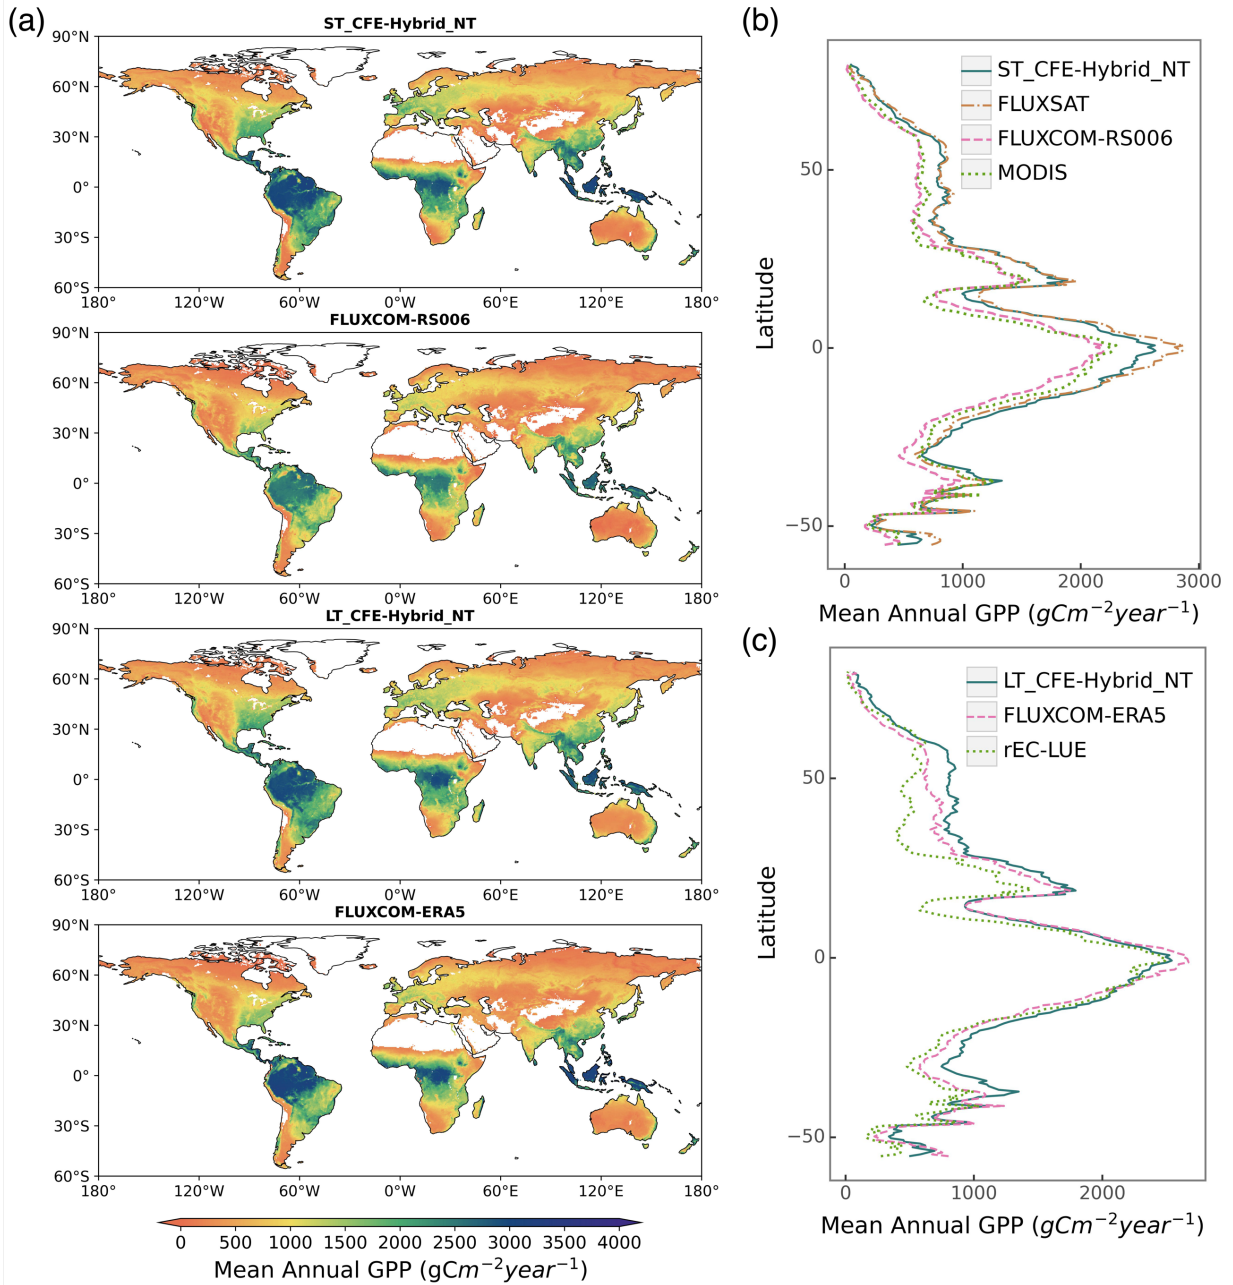 (a)
ST_CFE-Hybrid_NT
90°N
60°N
30°N
0°
30°S
60°S
180° 120°W 60°W 0°W 60°E 120°E 180°
FLUXCOM-RS006
90°N
60°N
30°N
0°
30°S
60°S
180° 120°W 60°W 0°W 60°E 120°E 180°
LT_CFE-Hybrid_NT
90°N
60°N
30°N
0°
30°S
60°S
180° 120°W 60°W 0°W 60°E 120°E 180°
FLUXCOM-ERA5
90°N
60°N
30°N
0°
30°S
60°S
180° 120°W 60°W 0°W 60°E 120°E 180°
0 500 1000 1500 2000 2500 3000 3500 4000
Mean Annual GPP (gCm⁻²year⁻¹)
(b)
ST_CFE-Hybrid_NT
FLUXSAT
FLUXCOM-RS006
MODIS
Latitude
50
0
−50
0 1000 2000 3000
Mean Annual GPP (gCm⁻²year⁻¹)
(c)
LT_CFE-Hybrid_NT
FLUXCOM-ERA5
rEC-LUE
Latitude
50
0
−50
0 1000 2000
Mean Annual GPP (gCm⁻²year⁻¹)